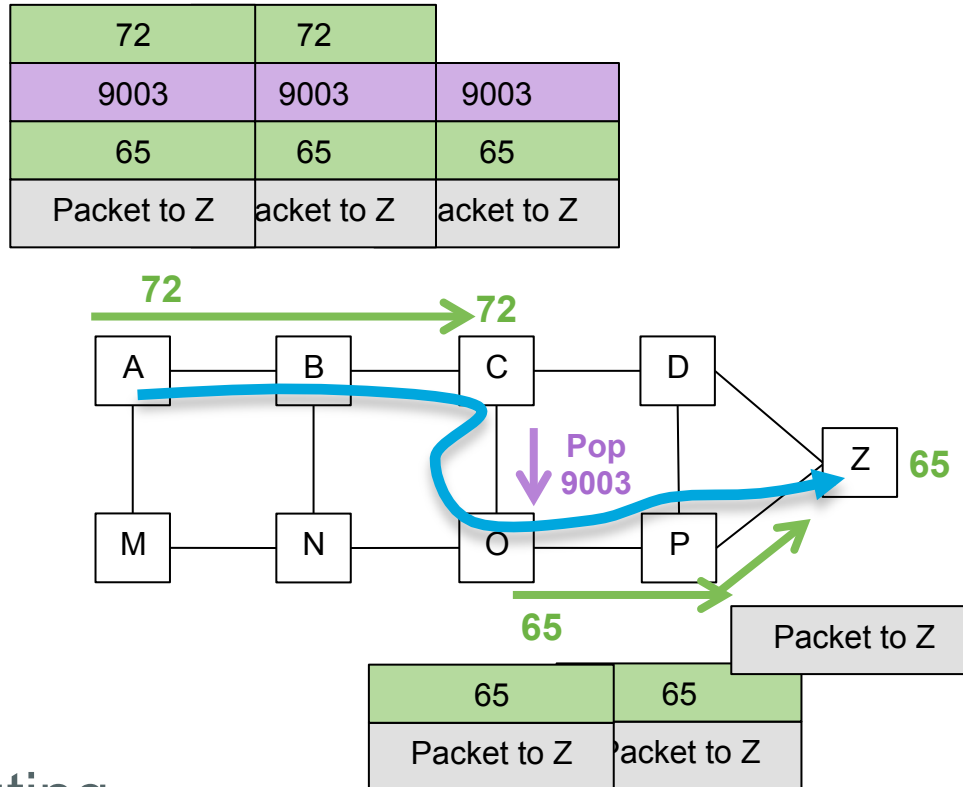 72 72
9003 9003 9003
65 65 65
Packet to Z acket to Z acket to Z
72
72
A B C D
Pop
9003
Z 65
M N O P
65
Packet to Z
65 65
Packet to Z Packet to Z